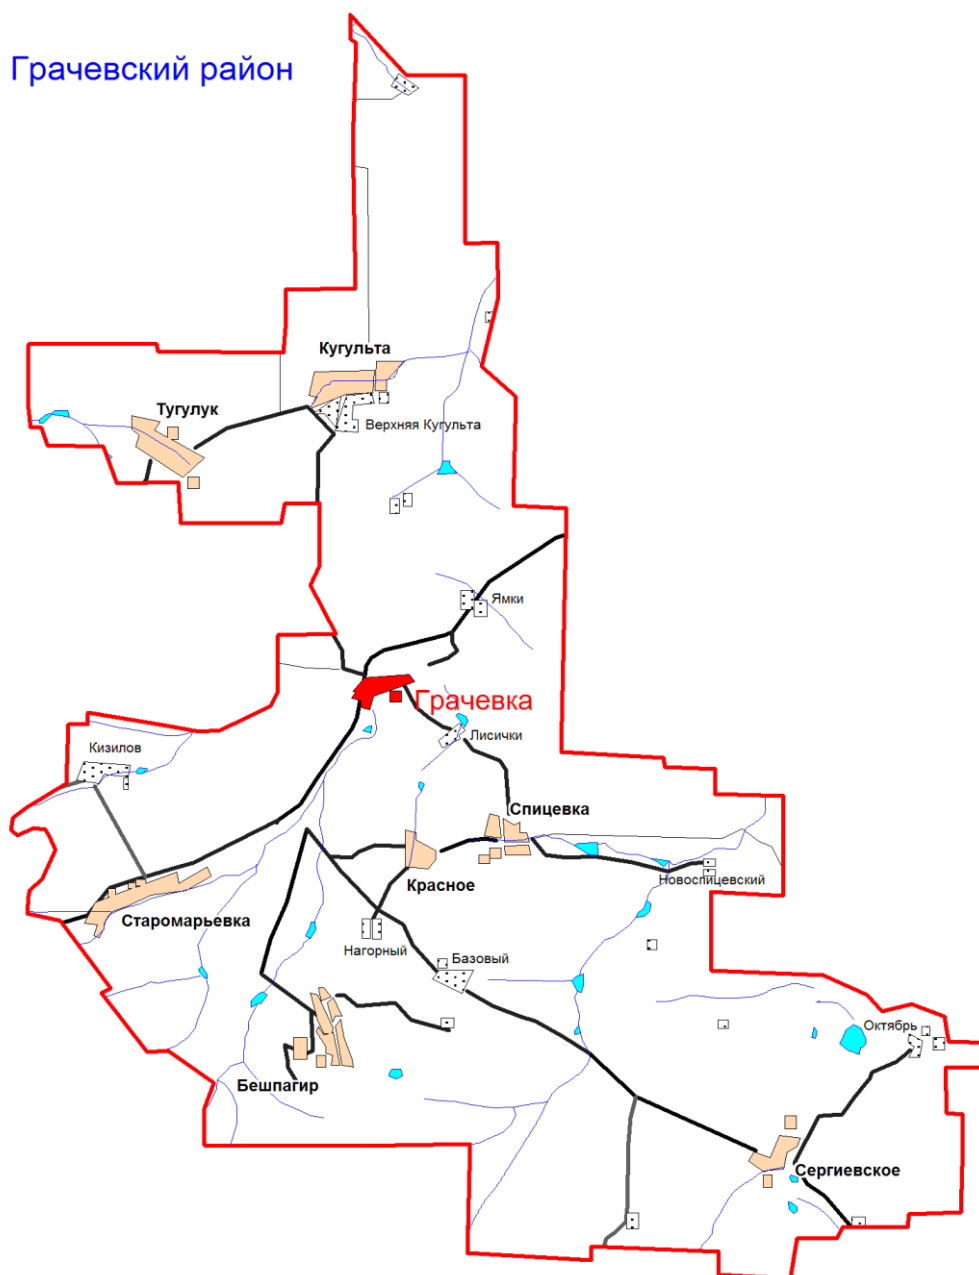 Грачевский район
Кугульта
Тугулук
Верхняя Кугульта
Ямки
Грачевка
Лисички
Кизилов
Спицевка
Красное
Новоспицевский
Старомарьевка
Нагорный
Базовый
Октябрь
Бешпагир
Сергиевское